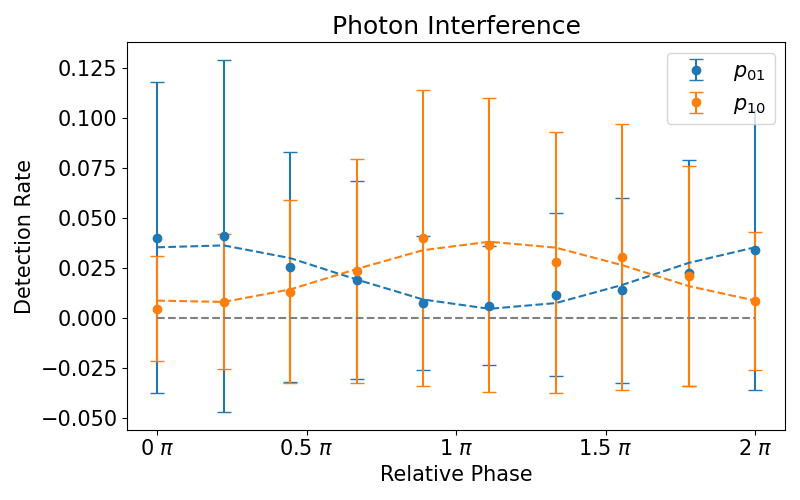 Photon Interference
Detection Rate
0.125
0.100
0.075
0.050
0.025
0.000
−0.025
−0.050
p01
p10
0 π
0.5 π
1 π
1.5 π
2 π
Relative Phase